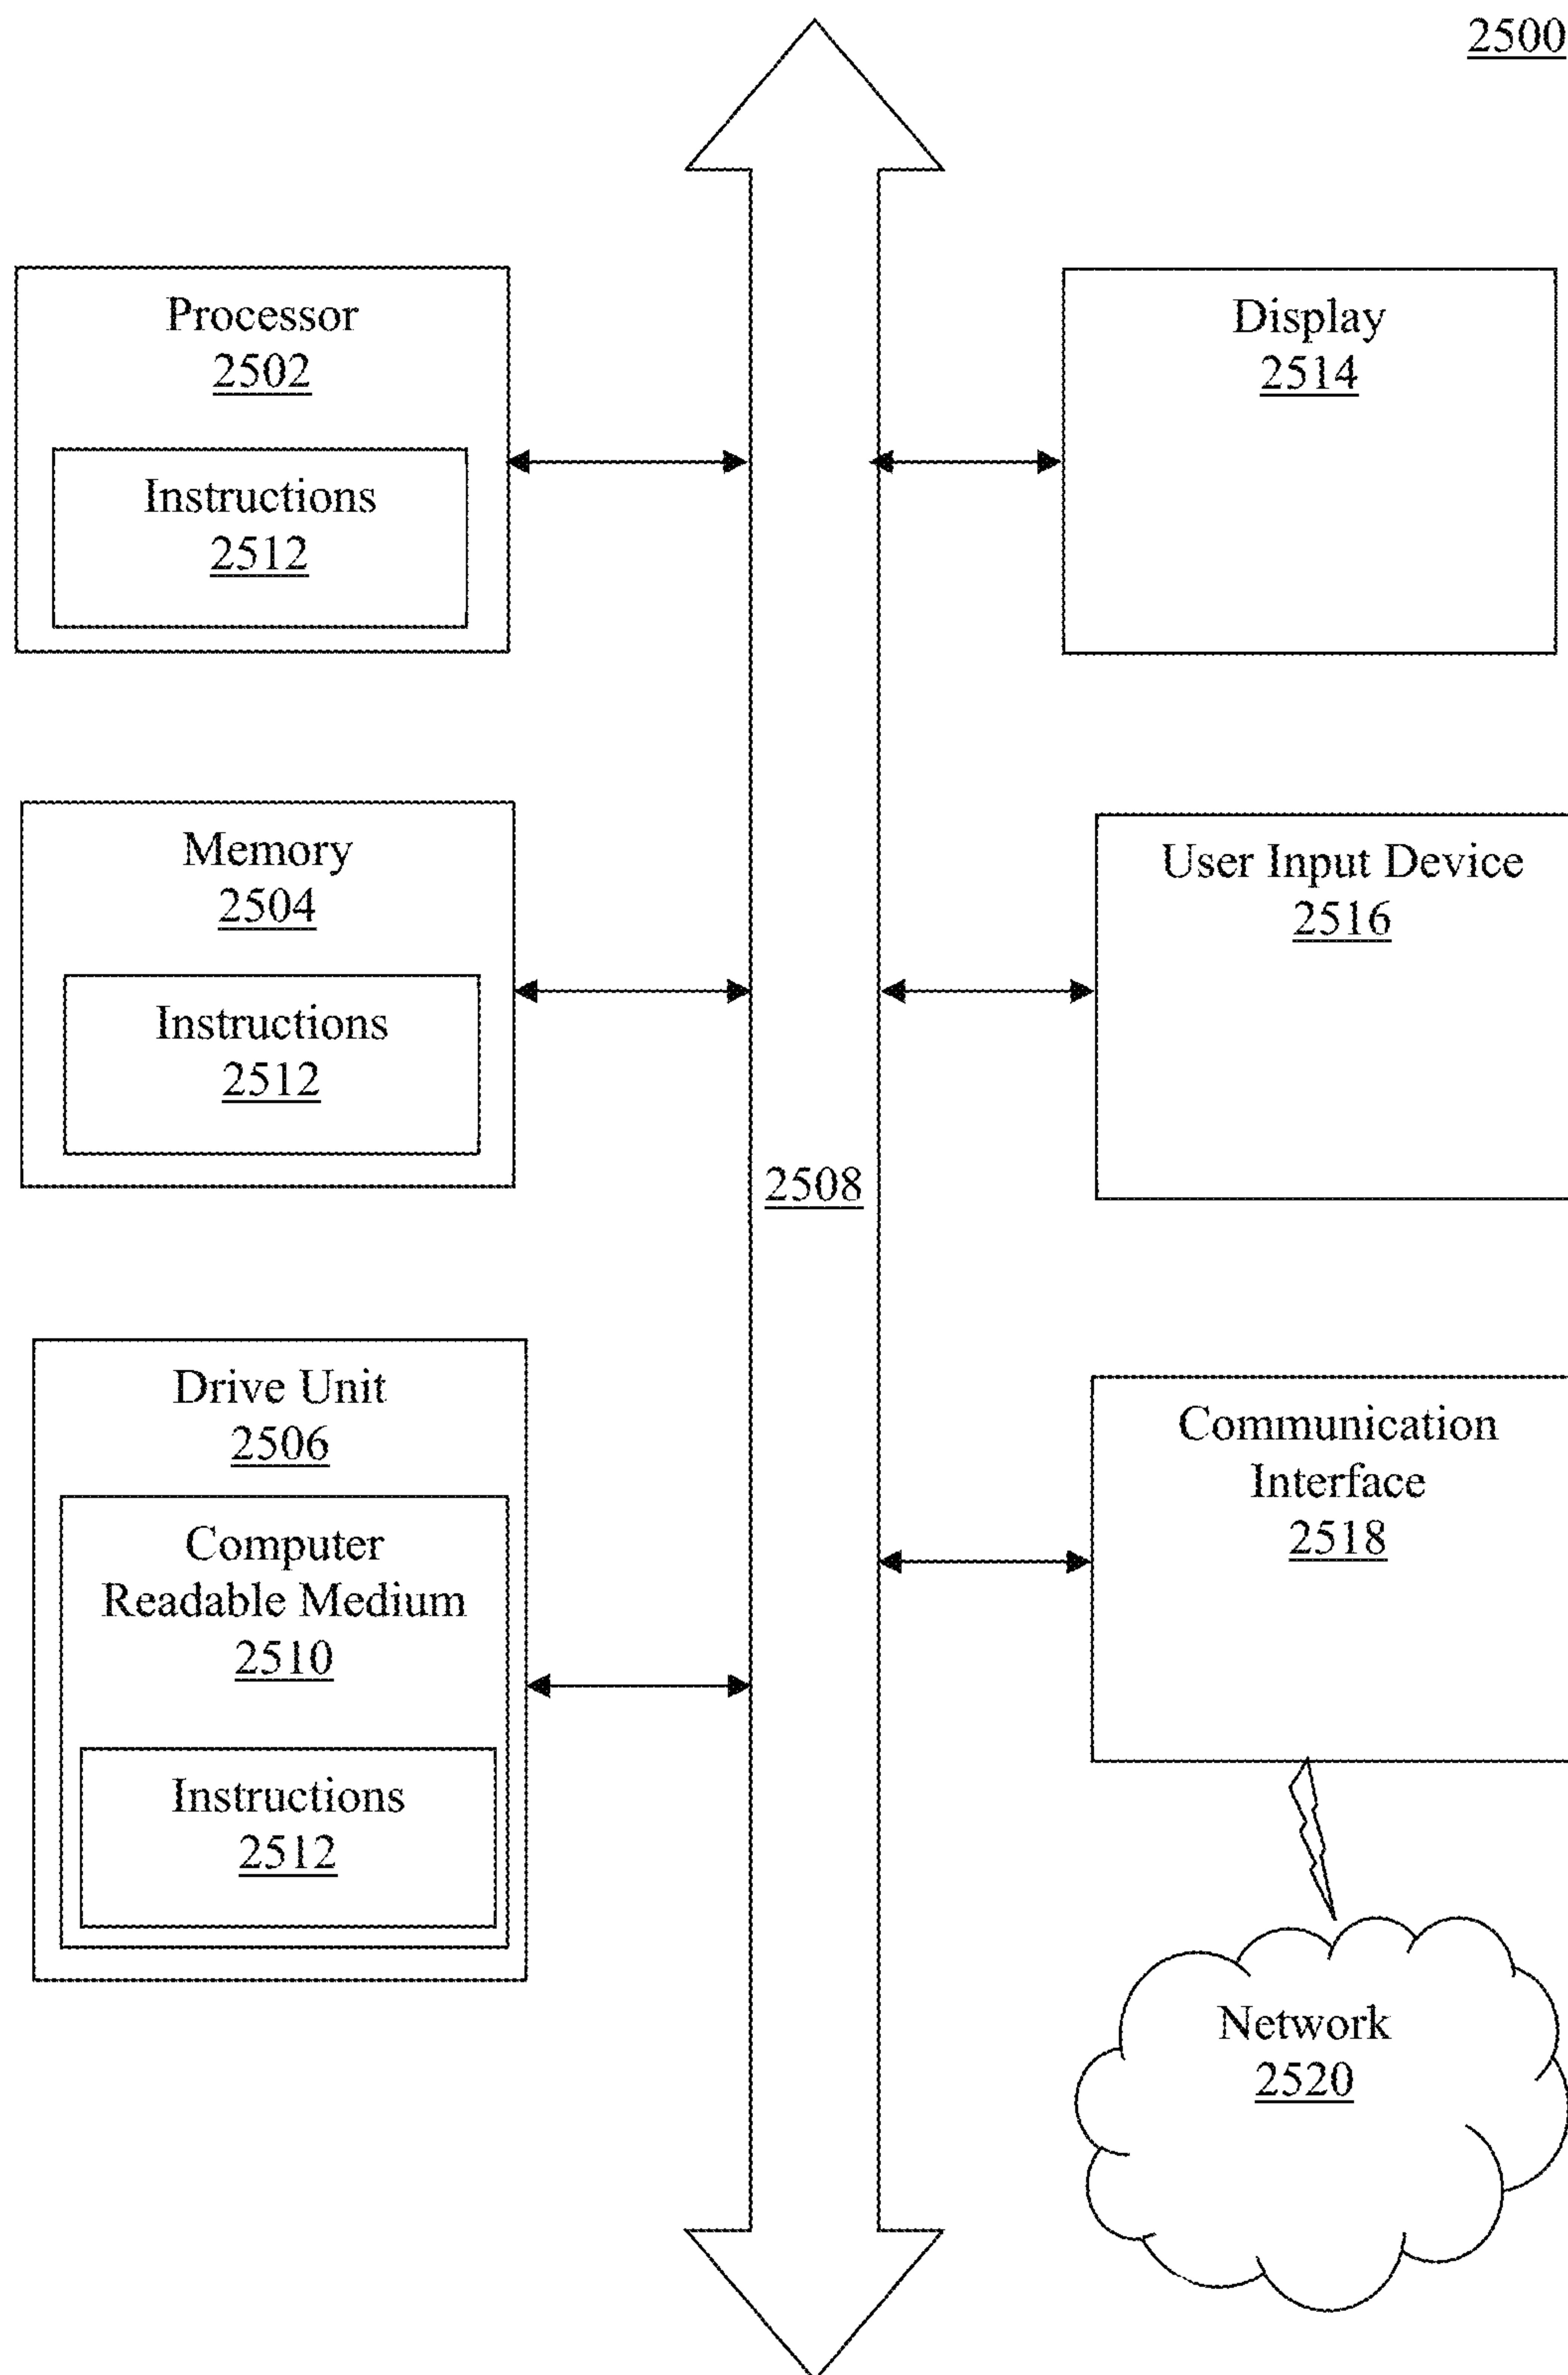 2500
Processor
2502
Instructions
2512
Display
2514
Memory
2504
Instructions
2512
User Input Device
2516
2508
Drive Unit
2506
Computer
Readable Medium
2510
Instructions
2512
Communication
Interface
2518
Network
2520